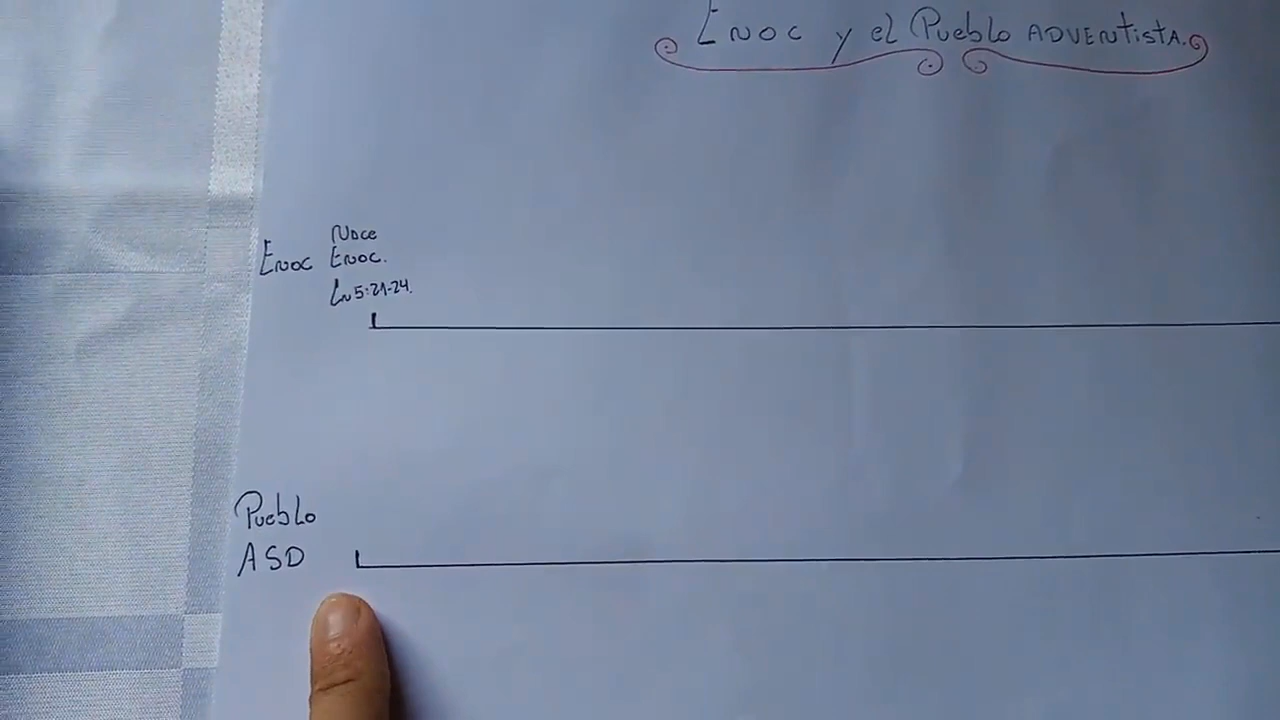 Enoc y el Pueblo ADVENtistA.
Nace
Enoc Enoc.
Gn 5:21-24.
Pueblo
ASD